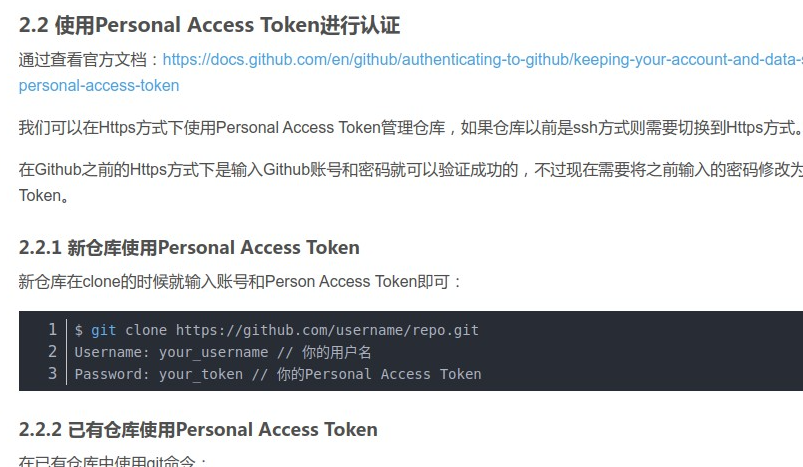 2.2 使用Personal Access Token进行认证
通过查看官方文档：https://docs.github.com/en/github/authenticating-to-github/keeping-your-account-and-data-s
personal-access-token
我们可以在Https方式下使用Personal Access Token管理仓库，如果仓库以前是ssh方式则需要切换到Https方式。
在Github之前的Https方式下是输入Github账号和密码就可以验证成功的，不过现在需要将之前输入的密码修改为
Token。
2.2.1 新仓库使用Personal Access Token
新仓库在clone的时候就输入账号和Person Access Token即可：
1 $ git clone https://github.com/username/repo.git
2 Username: your_username // 你的用户名
3 Password: your_token // 你的Personal Access Token
2.2.2 已有仓库使用Personal Access Token
在已有仓库中使用git命令：